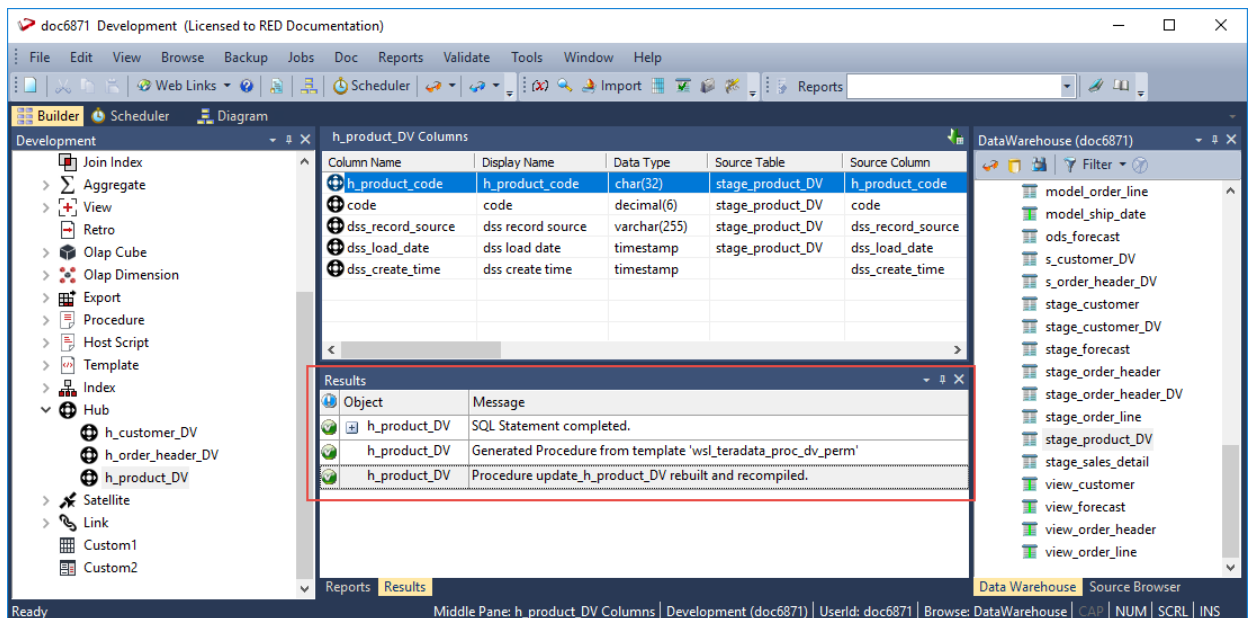 doc6871 Development (Licensed to RED Documentation)
File Edit View Browse Backup Jobs Doc Reports Validate Tools Window Help
Web Links Scheduler (x) Import Reports
Builder Scheduler Diagram
Development
Join Index
Aggregate
View
Retro
Olap Cube
Olap Dimension
Export
Procedure
Host Script
Template
Index
Hub
h_customer_DV
h_order_header_DV
h_product_DV
Satellite
Link
Custom1
Custom2
h_product_DV Columns
Column Name Display Name Data Type Source Table Source Column
h_product_code h_product_code char(32) stage_product_DV h_product_code
code code decimal(6) stage_product_DV code
dss_record_source dss record source varchar(255) stage_product_DV dss_record_source
dss_load_date dss load date timestamp stage_product_DV dss_load_date
dss_create_time dss create time timestamp dss_create_time
Results
Object Message
h_product_DV SQL Statement completed.
h_product_DV Generated Procedure from template 'wsl_teradata_proc_dv_perm'
h_product_DV Procedure update_h_product_DV rebuilt and recompiled.
Reports Results
DataWarehouse (doc6871)
Filter
model_order_line
model_ship_date
ods_forecast
s_customer_DV
s_order_header_DV
stage_customer
stage_customer_DV
stage_forecast
stage_order_header
stage_order_header_DV
stage_order_line
stage_product_DV
stage_sales_detail
view_customer
view_forecast
view_order_header
view_order_line
Data Warehouse Source Browser
Ready Middle Pane: h_product_DV Columns Development (doc6871) UserId: doc6871 Browse: DataWarehouse CAP NUM SCRL INS